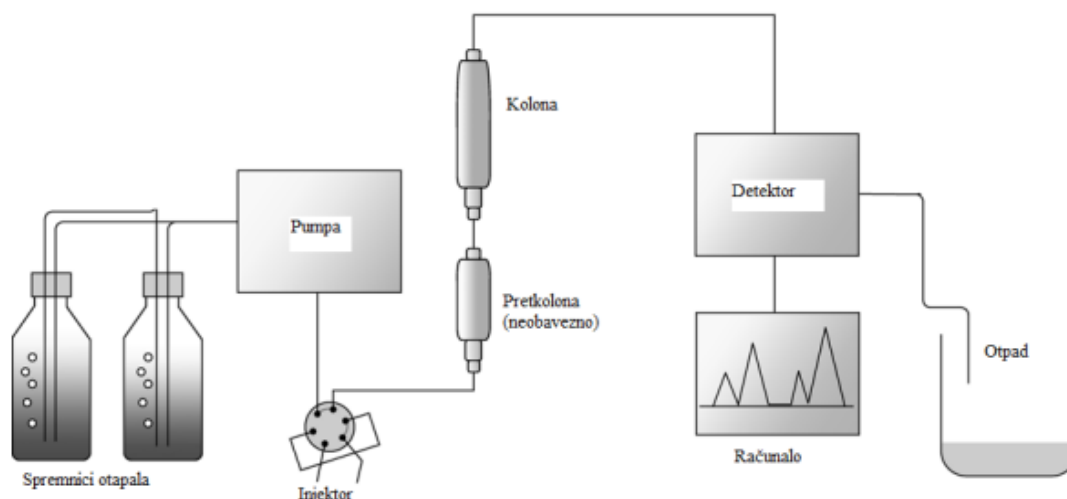 Kolona
Detektor
Pumpa
Pretkolona
(neobavezno)
Otpad
Računalo
Spremnici otapala
Injektor